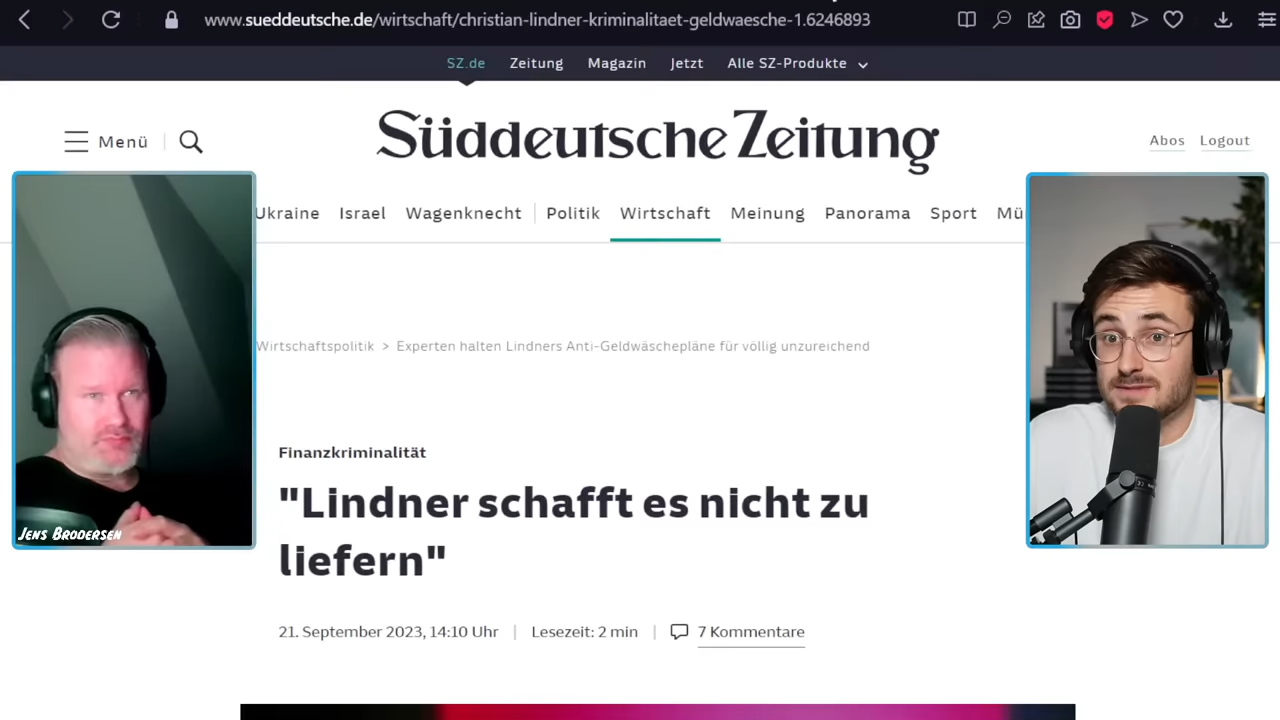 www.sueddeutsche.de/wirtschaft/christian-lindner-kriminalitaet-geldwaesche-1.6246893
SZ.de Zeitung Magazin Jetzt Alle SZ-Produkte
Menü
Süddeutsche Zeitung
Abos Logout
Ukraine Israel Wagenknecht Politik Wirtschaft Meinung Panorama Sport Mü
Wirtschaftspolitik > Experten halten Lindners Anti-Geldwäschepläne für völlig unzureichend
Finanzkriminalität
"Lindner schafft es nicht zu
liefern"
Jens Brodersen
21. September 2023, 14:10 Uhr | Lesezeit: 2 min | 7 Kommentare